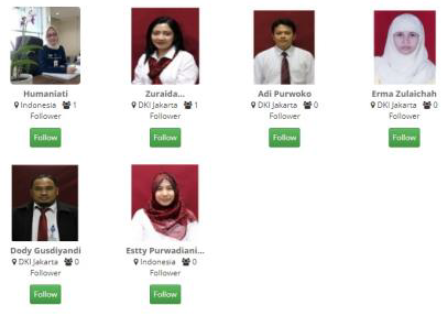 Humaniati
Indonesia 1
Follower
Follow
Zuraida...
DKI Jakarta 1
Follower
Follow
Adi Purwoko
DKI Jakarta 0
Follower
Follow
Erma Zulaichah
DKI Jakarta 0
Follower
Follow
Dody Gusdiyandi
DKI Jakarta 0
Follower
Follow
Estty Purwadiani...
Indonesia 0
Follower
Follow